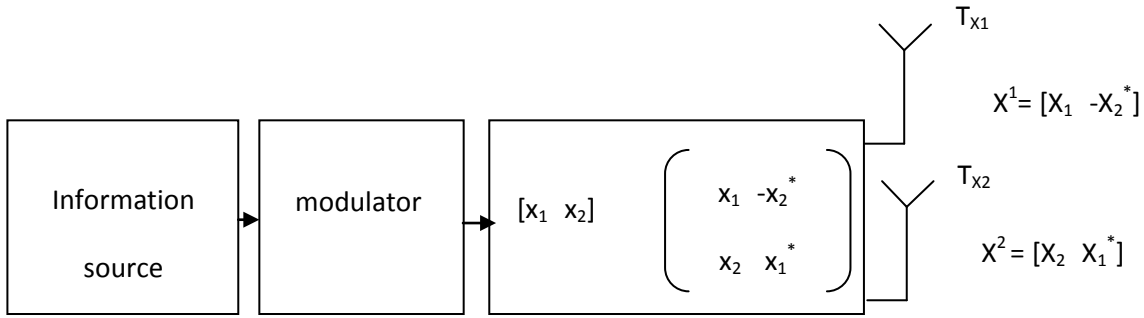 Information
source
modulator
[x₁ x₂]
x₁ -x₂*
x₂ x₁*
Tₓ₁
X¹= [X₁ -X₂*]
Tₓ₂
X² = [X₂ X₁*]